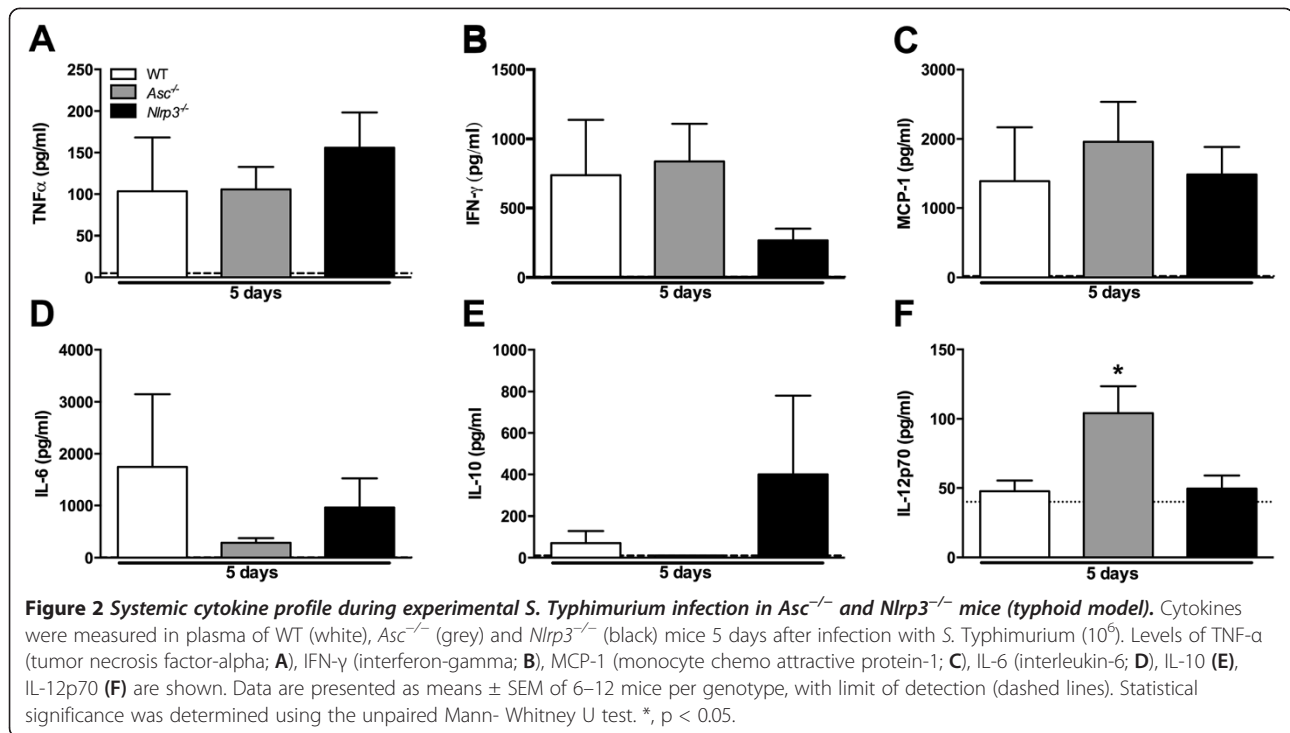 A
B
C
250
200
150
100
50
0
TNFα (pg/ml)
WT
Asc-/-
Nlrp3-/-
5 days
1500
1000
500
0
IFN-γ (pg/ml)
5 days
3000
2000
1000
0
MCP-1 (pg/ml)
5 days
D
E
F
4000
3000
2000
1000
0
IL-6 (pg/ml)
5 days
1000
800
600
400
200
0
IL-10 (pg/ml)
5 days
150
100
50
0
IL-12p70 (pg/ml)
*
5 days
Figure 2 Systemic cytokine profile during experimental S. Typhimurium infection in Asc−/− and Nlrp3−/− mice (typhoid model). Cytokines
were measured in plasma of WT (white), Asc−/− (grey) and Nlrp3−/− (black) mice 5 days after infection with S. Typhimurium (10⁶). Levels of TNF-α
(tumor necrosis factor-alpha; A), IFN-γ (interferon-gamma; B), MCP-1 (monocyte chemo attractive protein-1; C), IL-6 (interleukin-6; D), IL-10 (E),
IL-12p70 (F) are shown. Data are presented as means ± SEM of 6–12 mice per genotype, with limit of detection (dashed lines). Statistical
significance was determined using the unpaired Mann- Whitney U test. *, p < 0.05.